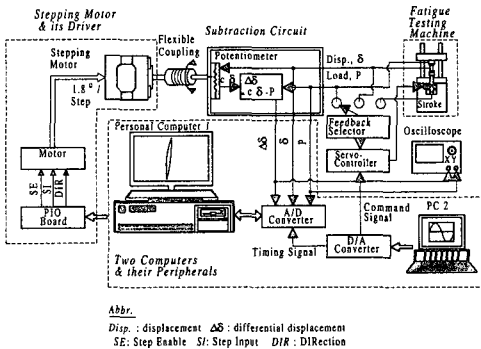 Stepping Motor
& its Driver
Stepping
Motor
1.8° /
Step
Flexible
Coupling
Subtraction Circuit
Potentiometer
c δ
Δδ
c δ - P
Disp., δ
Load, P
Fatigue
Testing
Machine
Stroke
Feedback
Selector
Oscilloscope
XY
Servo-
Controller
Motor
SE
SI
DIR
PIO
Board
Personal Computer 1
Δδ
δ
P
A/D
Converter
Command
Signal
PC 2
D/A
Converter
Timing Signal
Two Computers
& their Peripherals
Abbr.
Disp. : displacement Δδ : differential displacement
SE: Step Enable SI: Step Input DIR : DIRection